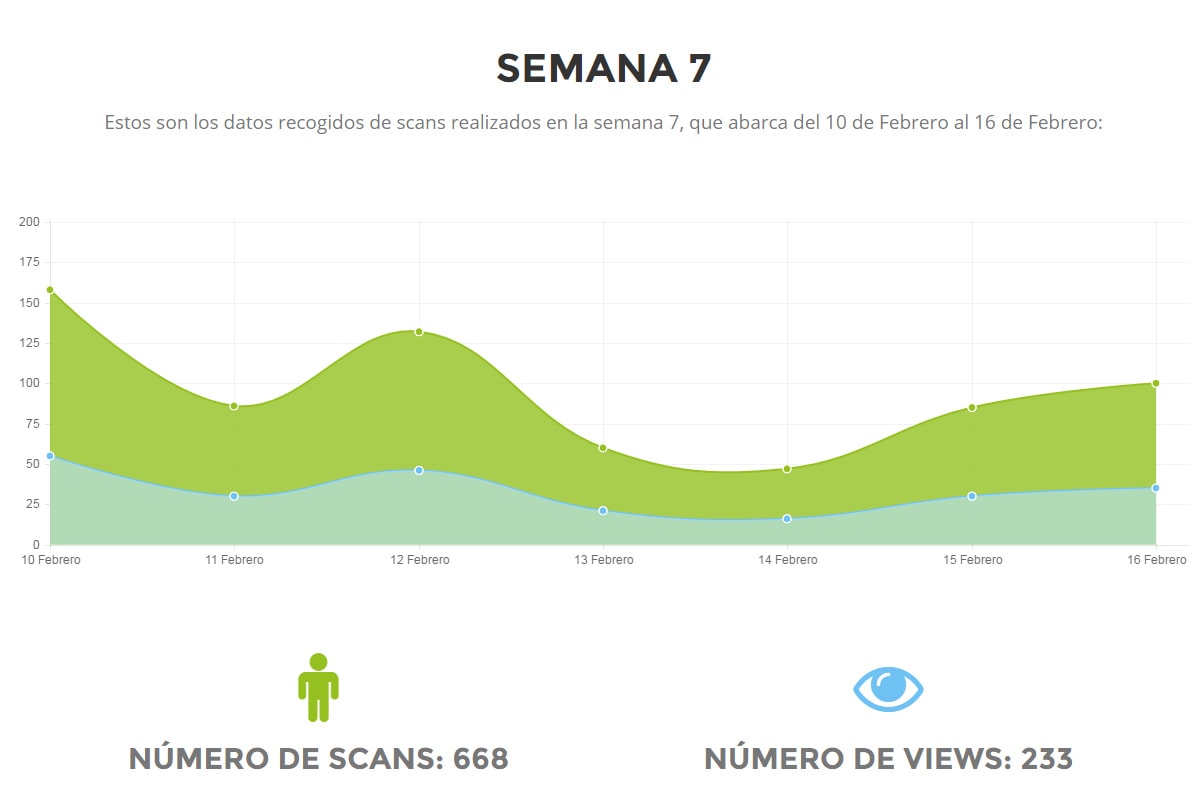 SEMANA 7
Estos son los datos recogidos de scans realizados en la semana 7, que abarca del 10 de Febrero al 16 de Febrero:
200
175
150
125
100
75
50
25
0
10 Febrero 11 Febrero 12 Febrero 13 Febrero 14 Febrero 15 Febrero 16 Febrero
NÚMERO DE SCANS: 668 NÚMERO DE VIEWS: 233